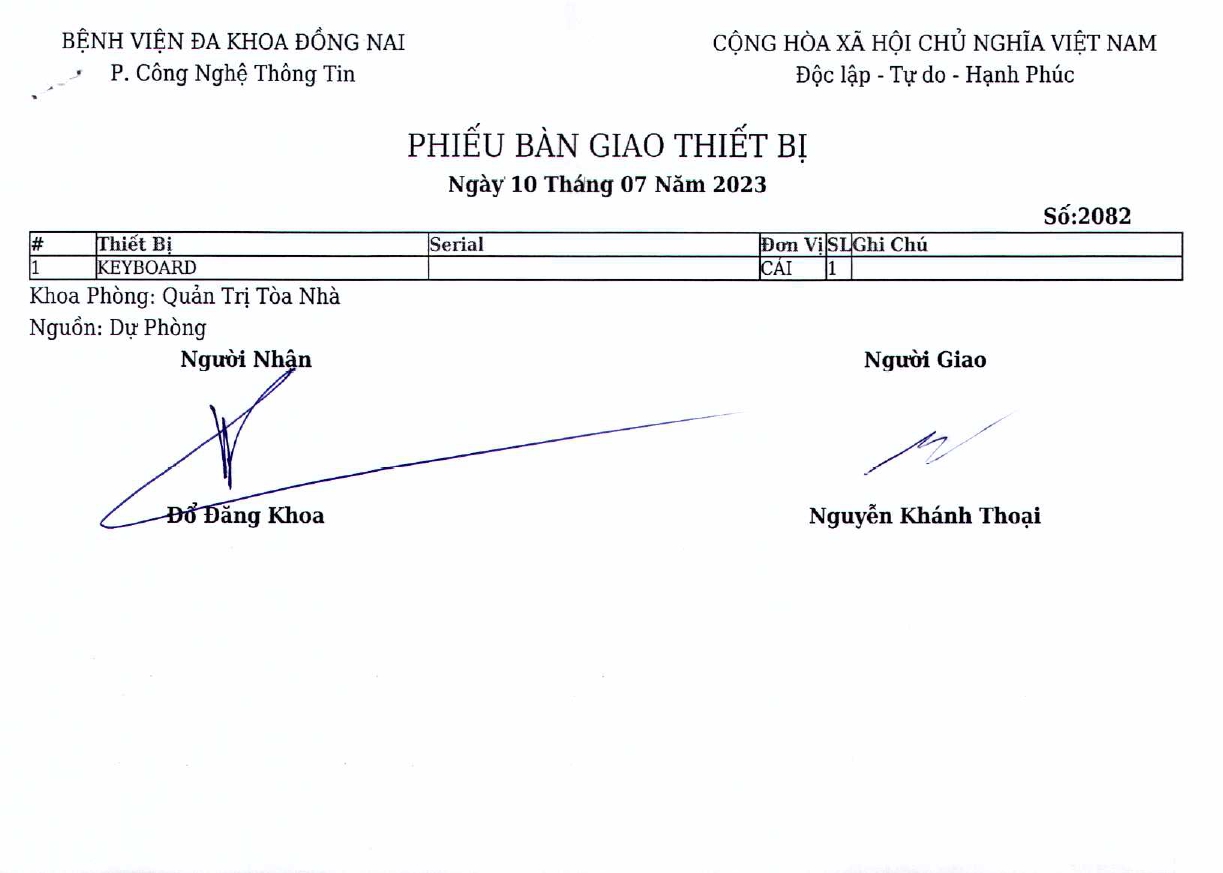 BỆNH VIỆN ĐA KHOA ĐỒNG NAI
P. Công Nghệ Thông Tin
CỘNG HÒA XÃ HỘI CHỦ NGHĨA VIỆT NAM
Độc lập - Tự do - Hạnh Phúc
PHIẾU BÀN GIAO THIẾT BỊ
Ngày 10 Tháng 07 Năm 2023
Số:2082
# Thiết Bị Serial Đơn Vị SL Ghi Chú
1 KEYBOARD CÁI 1
Khoa Phòng: Quản Trị Tòa Nhà
Nguồn: Dự Phòng
Người Nhận Người Giao
Đổ Đăng Khoa Nguyễn Khánh Thoại